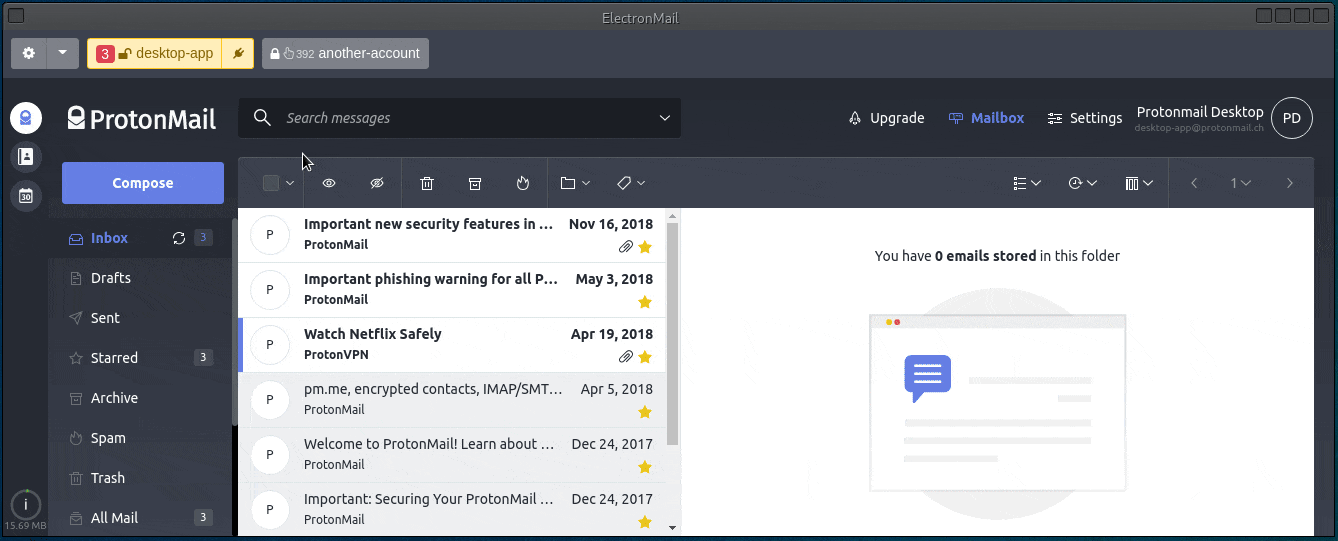 ElectronMail
3 desktop-app
392 another-account
ProtonMail
Search messages
Upgrade
Mailbox
Settings
Protonmail Desktop
desktop-app@protonmail.ch
PD
30
Compose
1
Inbox 3
Drafts
Sent
Starred 3
Archive
Spam
Trash
All Mail 3
i
15.69 MB
P
Important new security features in ... Nov 16, 2018
ProtonMail
P
Important phishing warning for all P... May 3, 2018
ProtonMail
P
Watch Netflix Safely Apr 19, 2018
ProtonVPN
P
pm.me, encrypted contacts, IMAP/SMT... Apr 5, 2018
ProtonMail
P
Welcome to ProtonMail! Learn about ... Dec 24, 2017
ProtonMail
P
Important: Securing Your ProtonMail ... Dec 24, 2017
ProtonMail
You have 0 emails stored in this folder